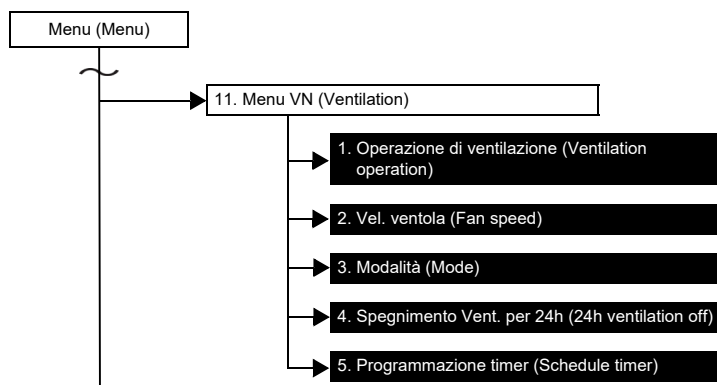 Menu (Menu)
11. Menu VN (Ventilation)
1. Operazione di ventilazione (Ventilation
operation)
2. Vel. ventola (Fan speed)
3. Modalità (Mode)
4. Spegnimento Vent. per 24h (24h ventilation off)
5. Programmazione timer (Schedule timer)